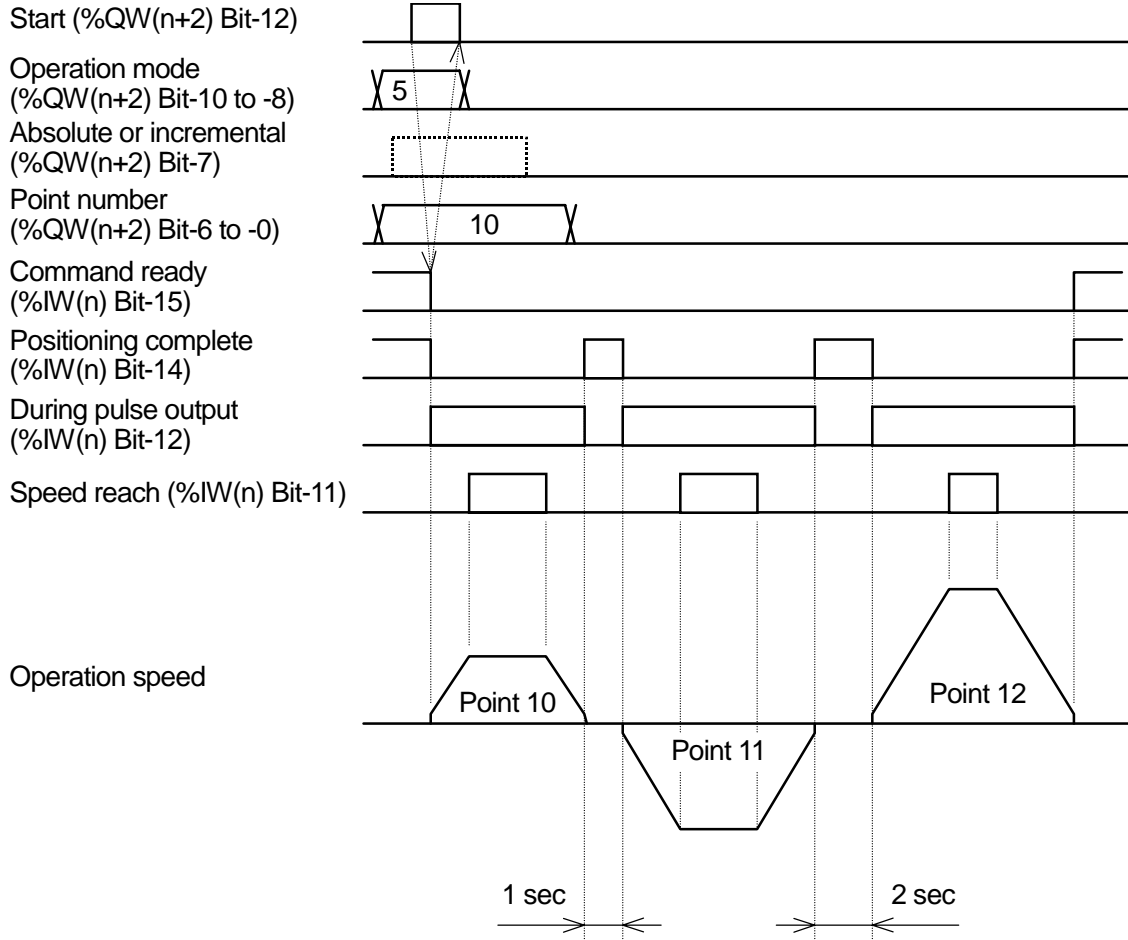 Start (%QW(n+2) Bit-12)
Operation mode
(%QW(n+2) Bit-10 to -8)
5
Absolute or incremental
(%QW(n+2) Bit-7)
Point number
(%QW(n+2) Bit-6 to -0)
10
Command ready
(%IW(n) Bit-15)
Positioning complete
(%IW(n) Bit-14)
During pulse output
(%IW(n) Bit-12)
Speed reach (%IW(n) Bit-11)
Operation speed
Point 10
Point 11
Point 12
1 sec
2 sec